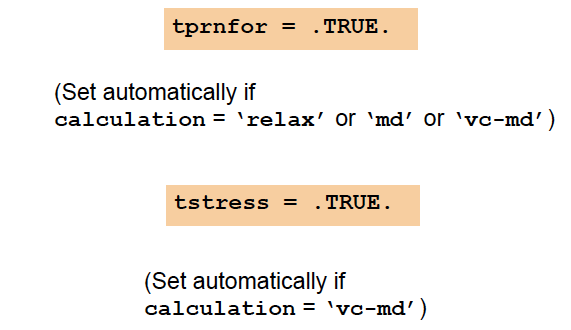 tprnfor = .TRUE.
(Set automatically if
calculation = ‘relax’ or ‘md’ or ‘vc-md’)
tstress = .TRUE.
(Set automatically if
calculation = ‘vc-md’)